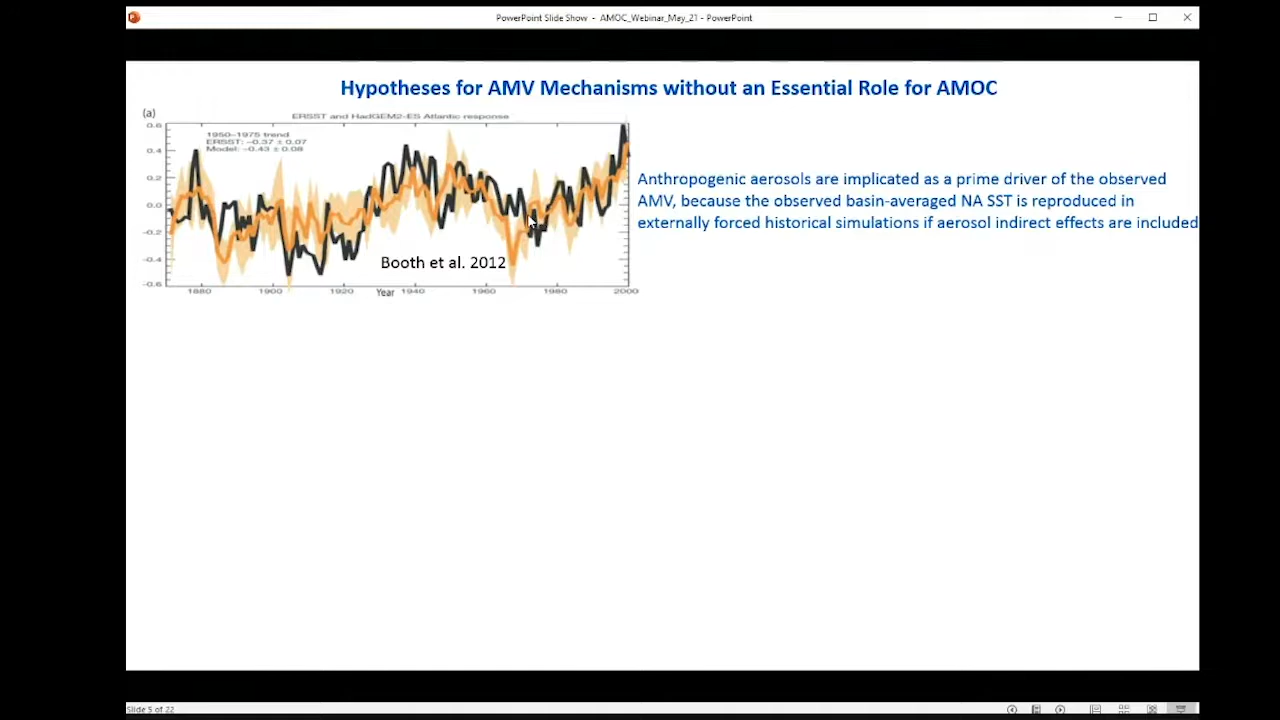 PowerPoint Slide Show - AMOC_Webinar_May_21 - PowerPoint
Hypotheses for AMV Mechanisms without an Essential Role for AMOC
(a)
ERSST and HadGEM2-ES Atlantic response
1950-1975 trend
ERSST: -0.37 ± 0.07
Model: -0.43 ± 0.08
0.6
0.4
0.2
0.0
-0.2
-0.4
-0.6
Booth et al. 2012
1880 1900 1920 Year 1940 1960 1980 2000
Anthropogenic aerosols are implicated as a prime driver of the observed
AMV, because the observed basin-averaged NA SST is reproduced in
externally forced historical simulations if aerosol indirect effects are included
Slide 5 of 22